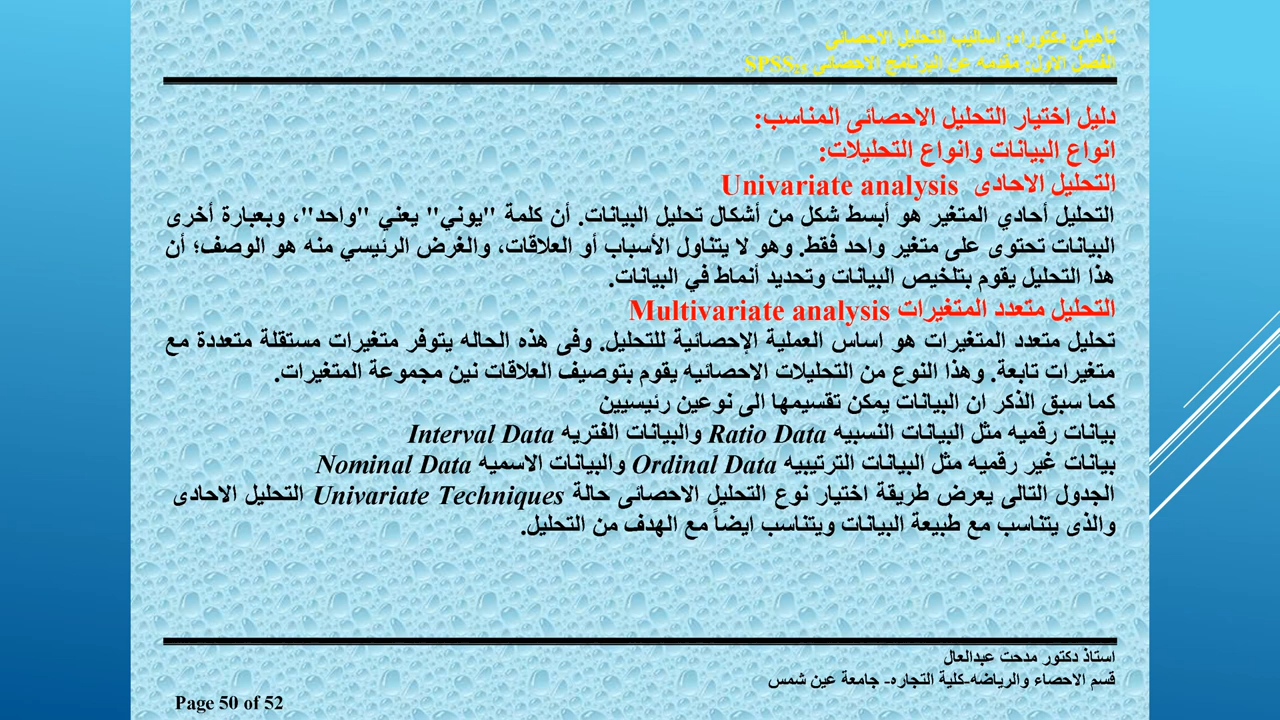 تأهيلى دكتوراه: اساليب التحليل الاحصائى
الفصل الاول: مقدمه عن البرنامج الاحصائى SPSS
دليل اختيار التحليل الاحصائى المناسب:
انواع البيانات وانواع التحليلات:
التحليل الاحادى Univariate analysis
التحليل أحادي المتغير هو أبسط شكل من أشكال تحليل البيانات. أن كلمة "يوني" يعني "واحد"، وبعبارة أخرى
البيانات تحتوى على متغير واحد فقط. وهو لا يتناول الأسباب أو العلاقات، والغرض الرئيسي منه هو الوصف؛ أن
هذا التحليل يقوم بتلخيص البيانات وتحديد أنماط في البيانات.
التحليل متعدد المتغيرات Multivariate analysis
تحليل متعدد المتغيرات هو اساس العملية الإحصائية للتحليل. وفى هذه الحاله يتوفر متغيرات مستقلة متعددة مع
متغيرات تابعة. وهذا النوع من التحليلات الاحصائيه يقوم بتوصيف العلاقات نين مجموعة المتغيرات.
كما سبق الذكر ان البيانات يمكن تقسيمها الى نوعين رئيسيين
بيانات رقميه مثل البيانات النسبيه Ratio Data والبيانات الفتريه Interval Data
بيانات غير رقميه مثل البيانات الترتيبيه Ordinal Data والبيانات الاسميه Nominal Data
الجدول التالى يعرض طريقة اختيار نوع التحليل الاحصائى حالة Univariate Techniques التحليل الاحادى
والذى يتناسب مع طبيعة البيانات ويتناسب ايضاً مع الهدف من التحليل.
استاذ دكتور مدحت عبدالعال
قسم الاحصاء والرياضه-كلية التجاره- جامعة عين شمس
Page 50 of 52